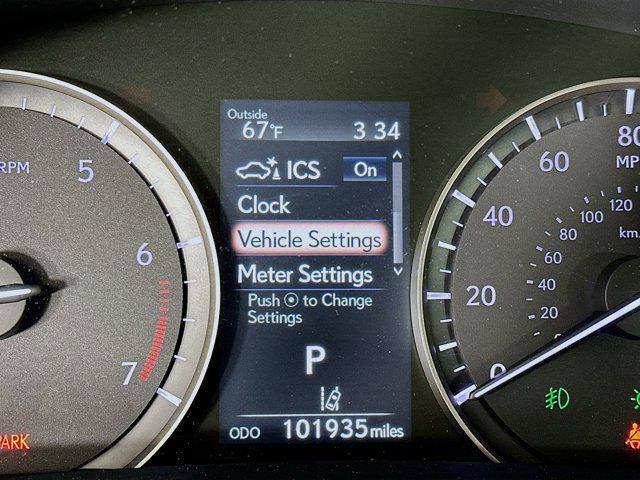 Outside
67°F 3 34
ICS On
Clock
Vehicle Settings
Meter Settings
Push ⦿ to Change
Settings
P
ODO 101935 miles
RPM
5
6
7
PARK
80
MP
60
40
20
0
120
100
80
60
40
20
0
km/